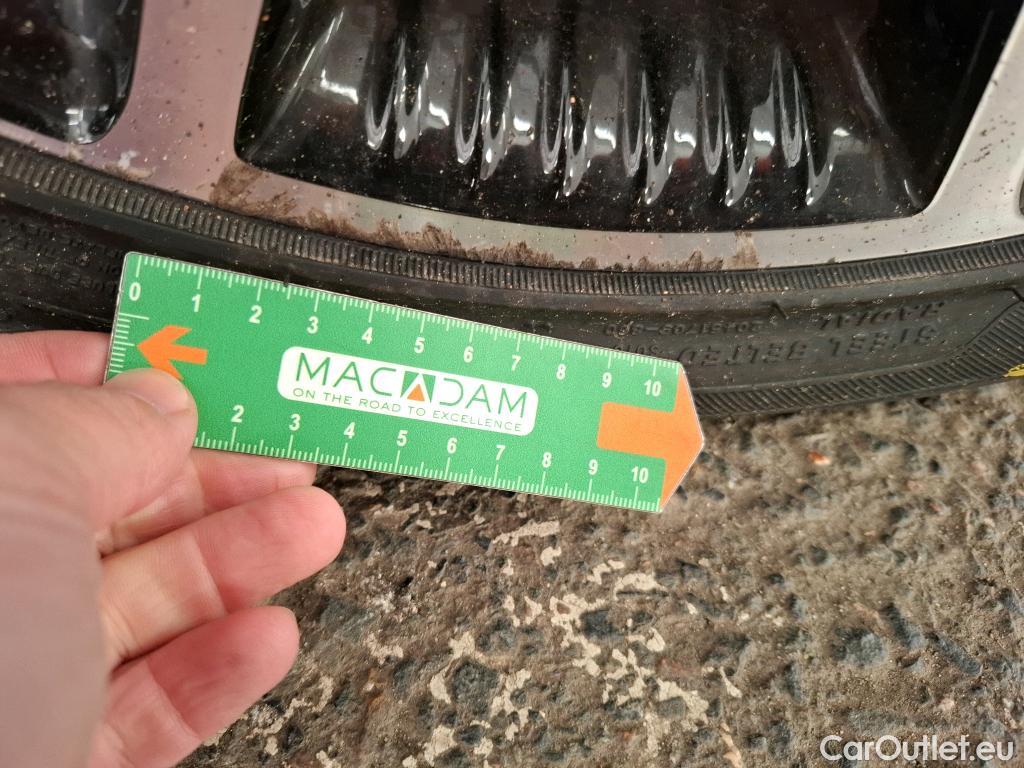 0 1 2 3 4 5 6 7 8 9 10
MACADAM
ON THE ROAD TO EXCELLENCE
2 3 4 5 6 7 8 9 10
RADIAL
STEEL BELTED
CarOutlet.eu